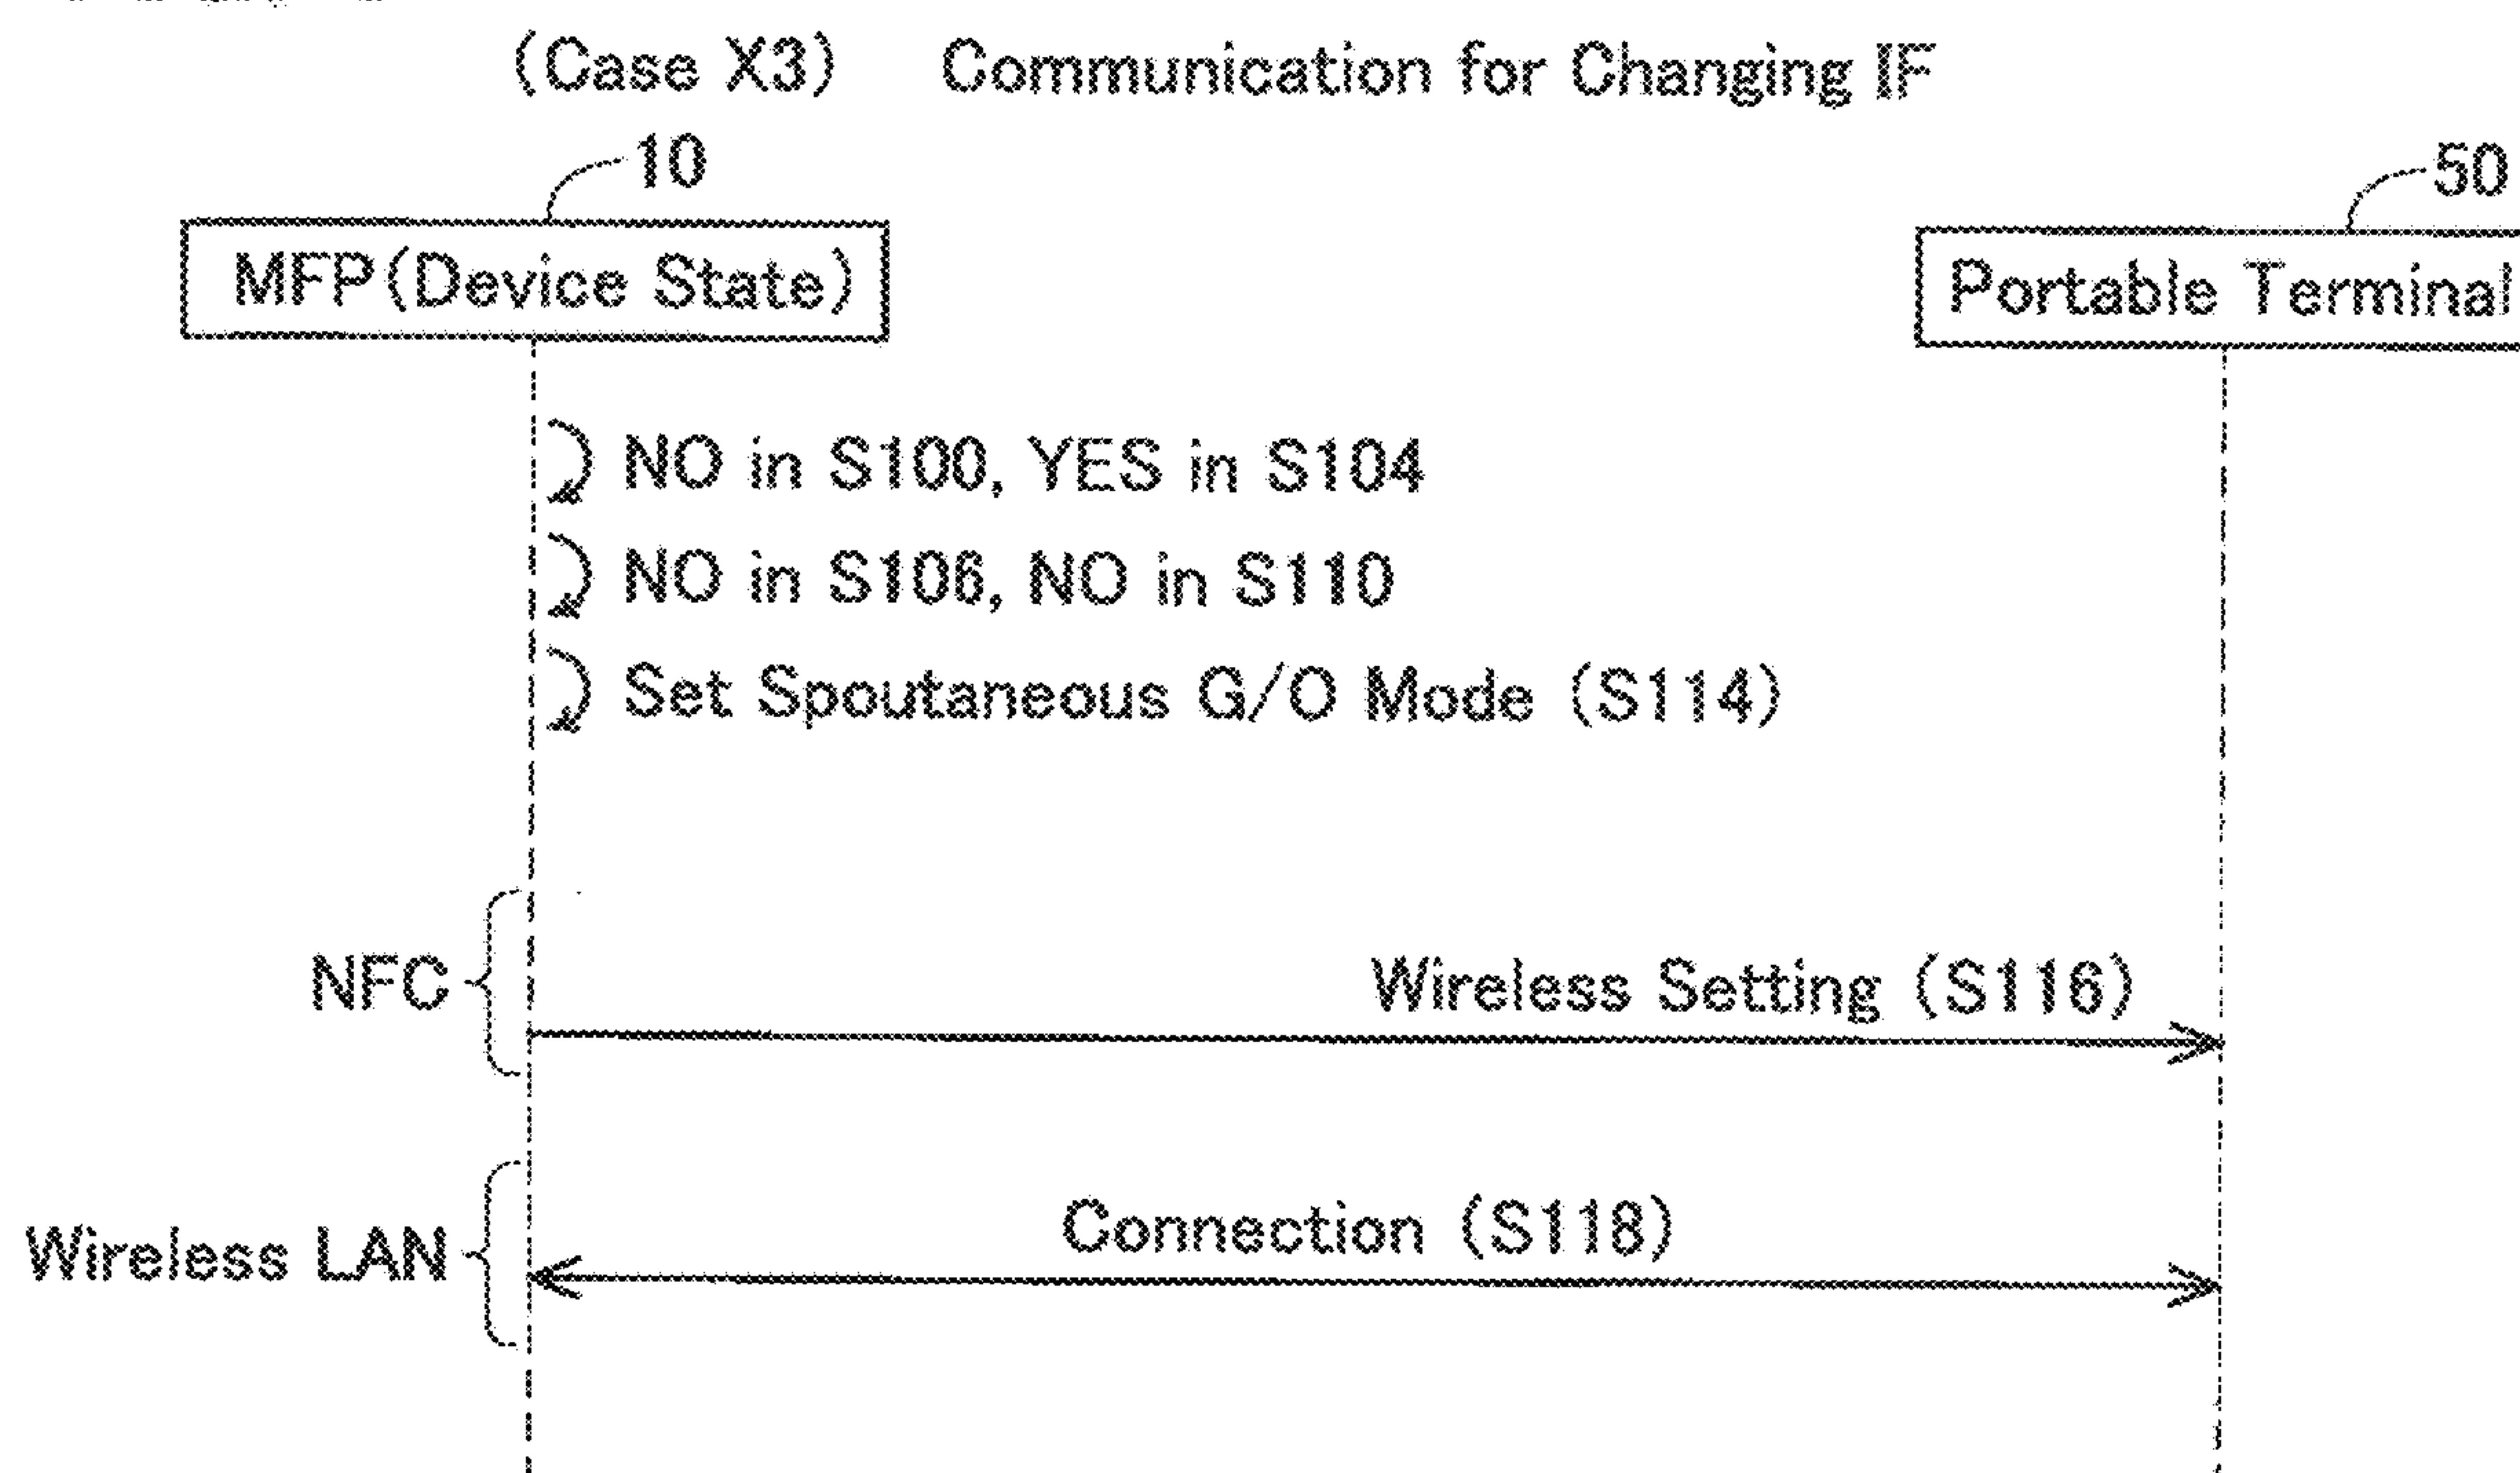 (Case X3) Communication for Changing IF
10
50
MFP(Device State)
Portable Terminal
NO in S100, YES in S104
NO in S106, NO in S110
Set Spoutaneous G/O Mode (S114)
NFC
Wireless Setting (S116)
Connection (S118)
Wireless LAN